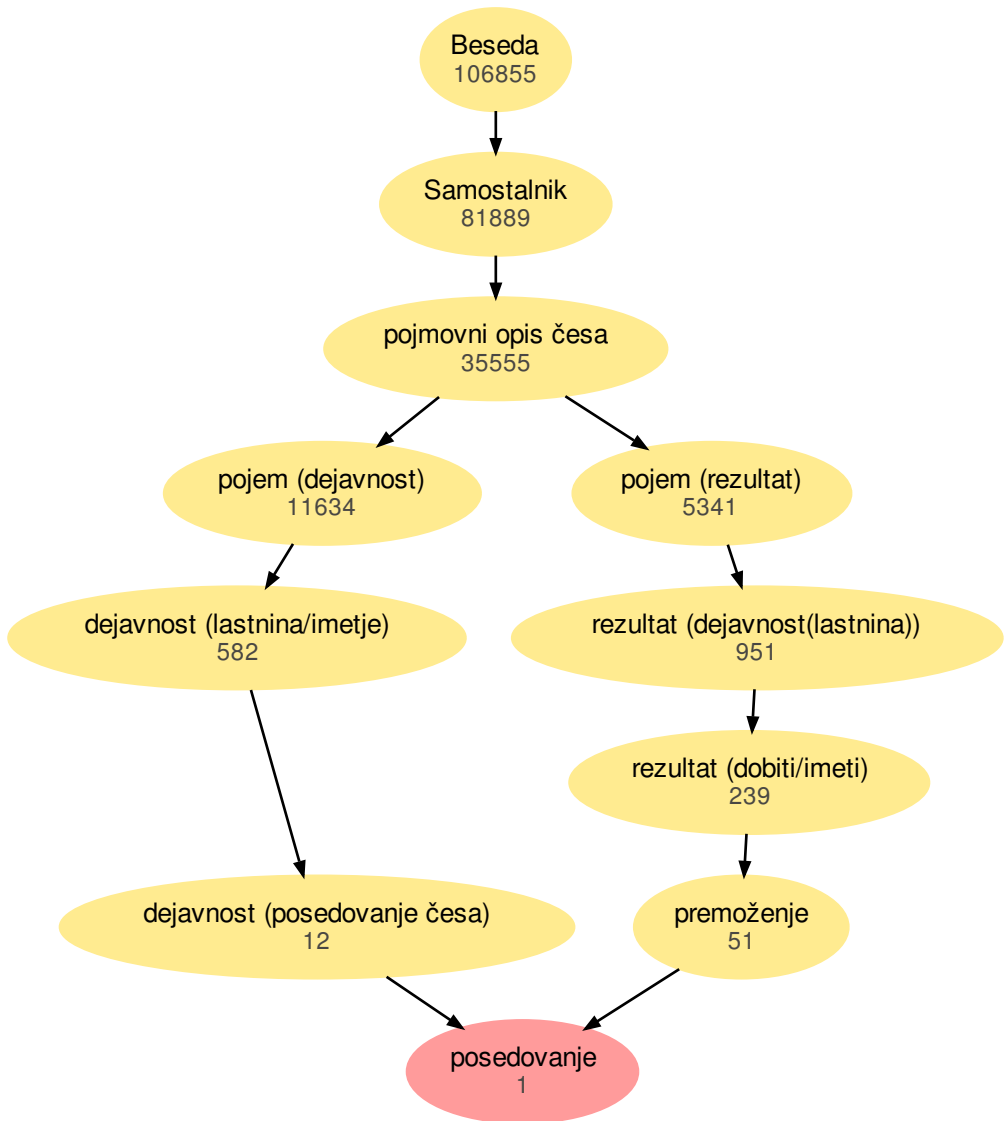 Beseda
106855
Samostalnik
81889
pojmovni opis česa
35555
pojem (dejavnost)
11634
pojem (rezultat)
5341
dejavnost (lastnina/imetje)
582
rezultat (dejavnost(lastnina))
951
rezultat (dobiti/imeti)
239
dejavnost (posedovanje česa)
12
premoženje
51
posedovanje
1